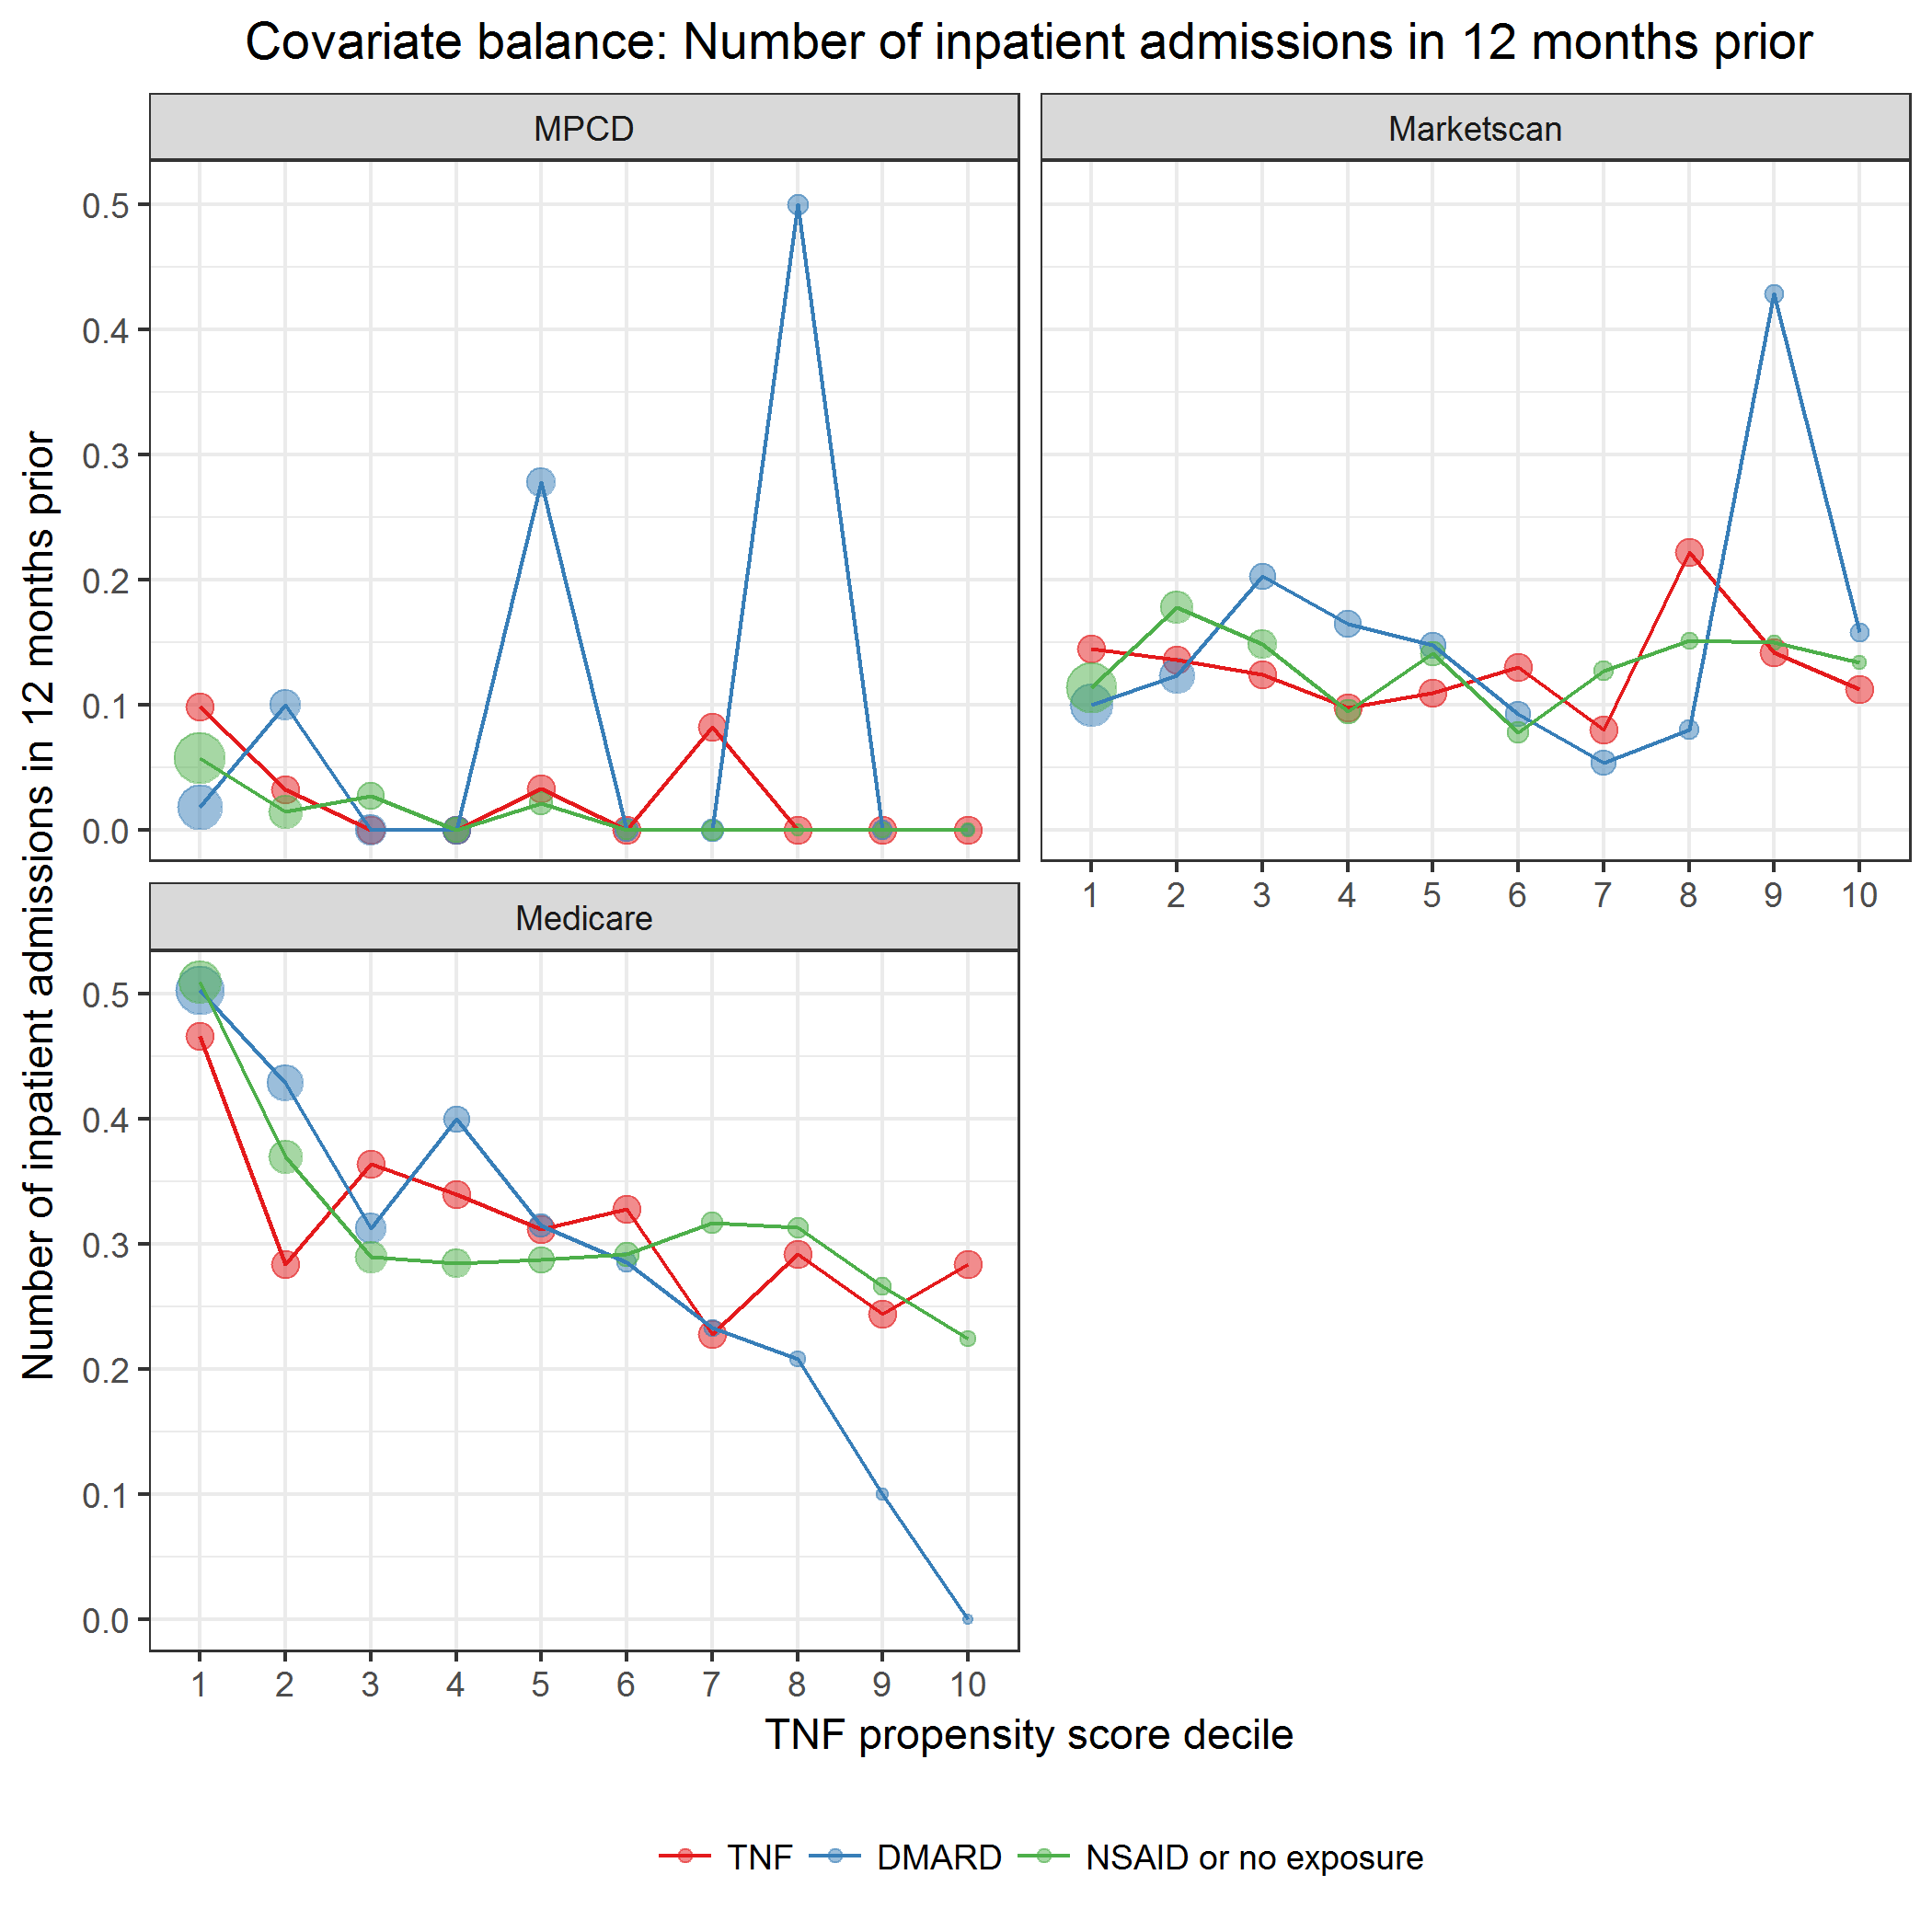 Covariate balance: Number of inpatient admissions in 12 months prior
MPCD
Marketscan
Number of inpatient admissions in 12 months prior
0.5
0.4
0.3
0.2
0.1
0.0
1 2 3 4 5 6 7 8 9 10
Medicare
0.5
0.4
0.3
0.2
0.1
0.0
1 2 3 4 5 6 7 8 9 10
TNF propensity score decile
TNF DMARD NSAID or no exposure